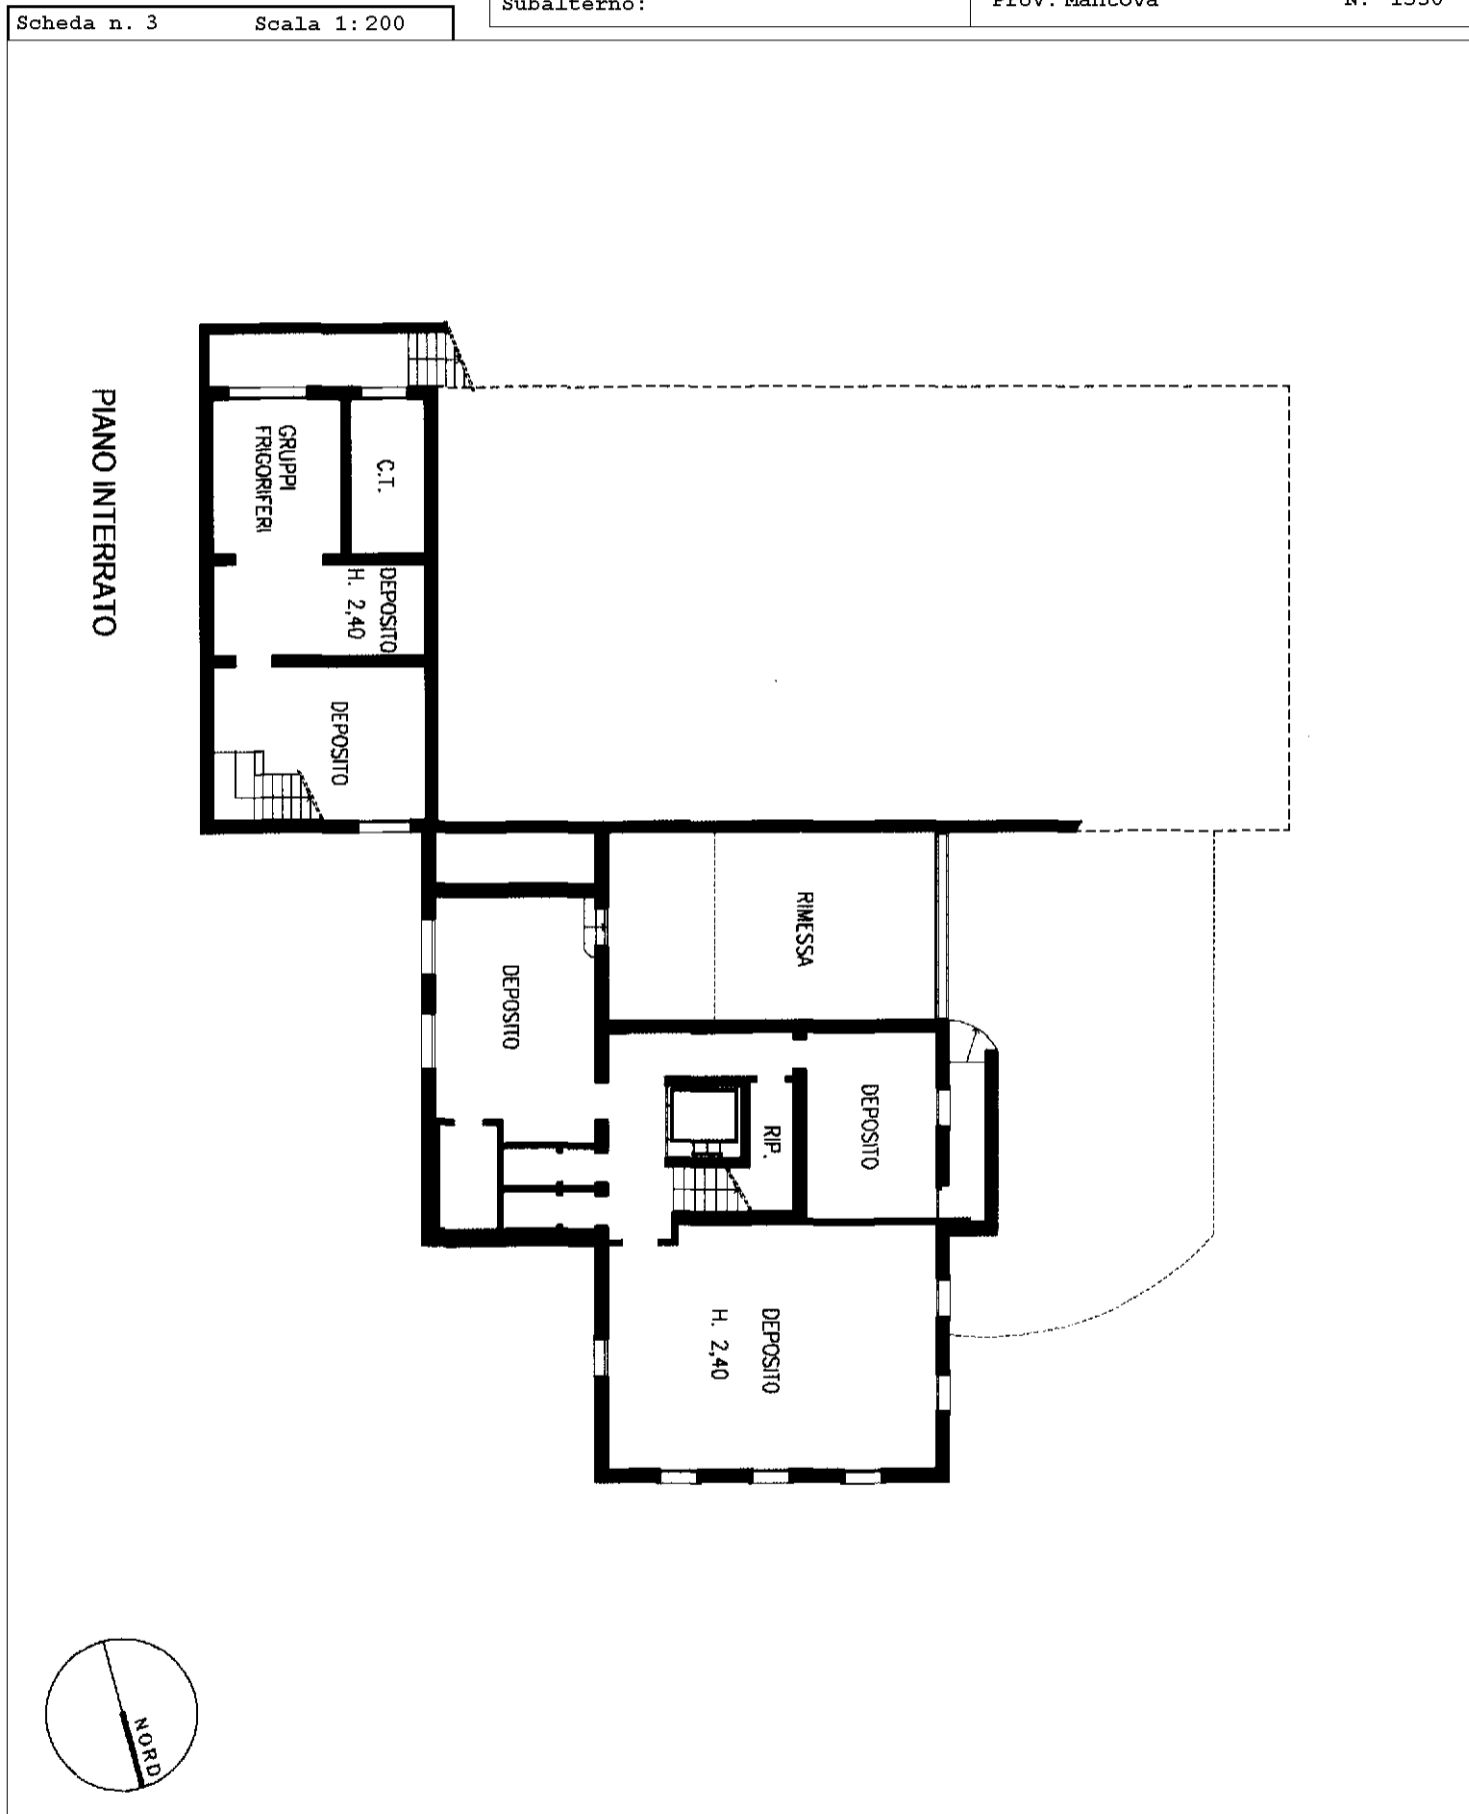 Subalterno:
Prov. Mantova
Scheda n. 3 Scala 1:200
PIANO INTERRATO
GRUPPI
FRIGORIFERI
C.T.
DEPOSITO
H. 2,40
DEPOSITO
RIMESSA
DEPOSITO
DEPOSITO
RIP.
DEPOSITO
H. 2,40
NORD